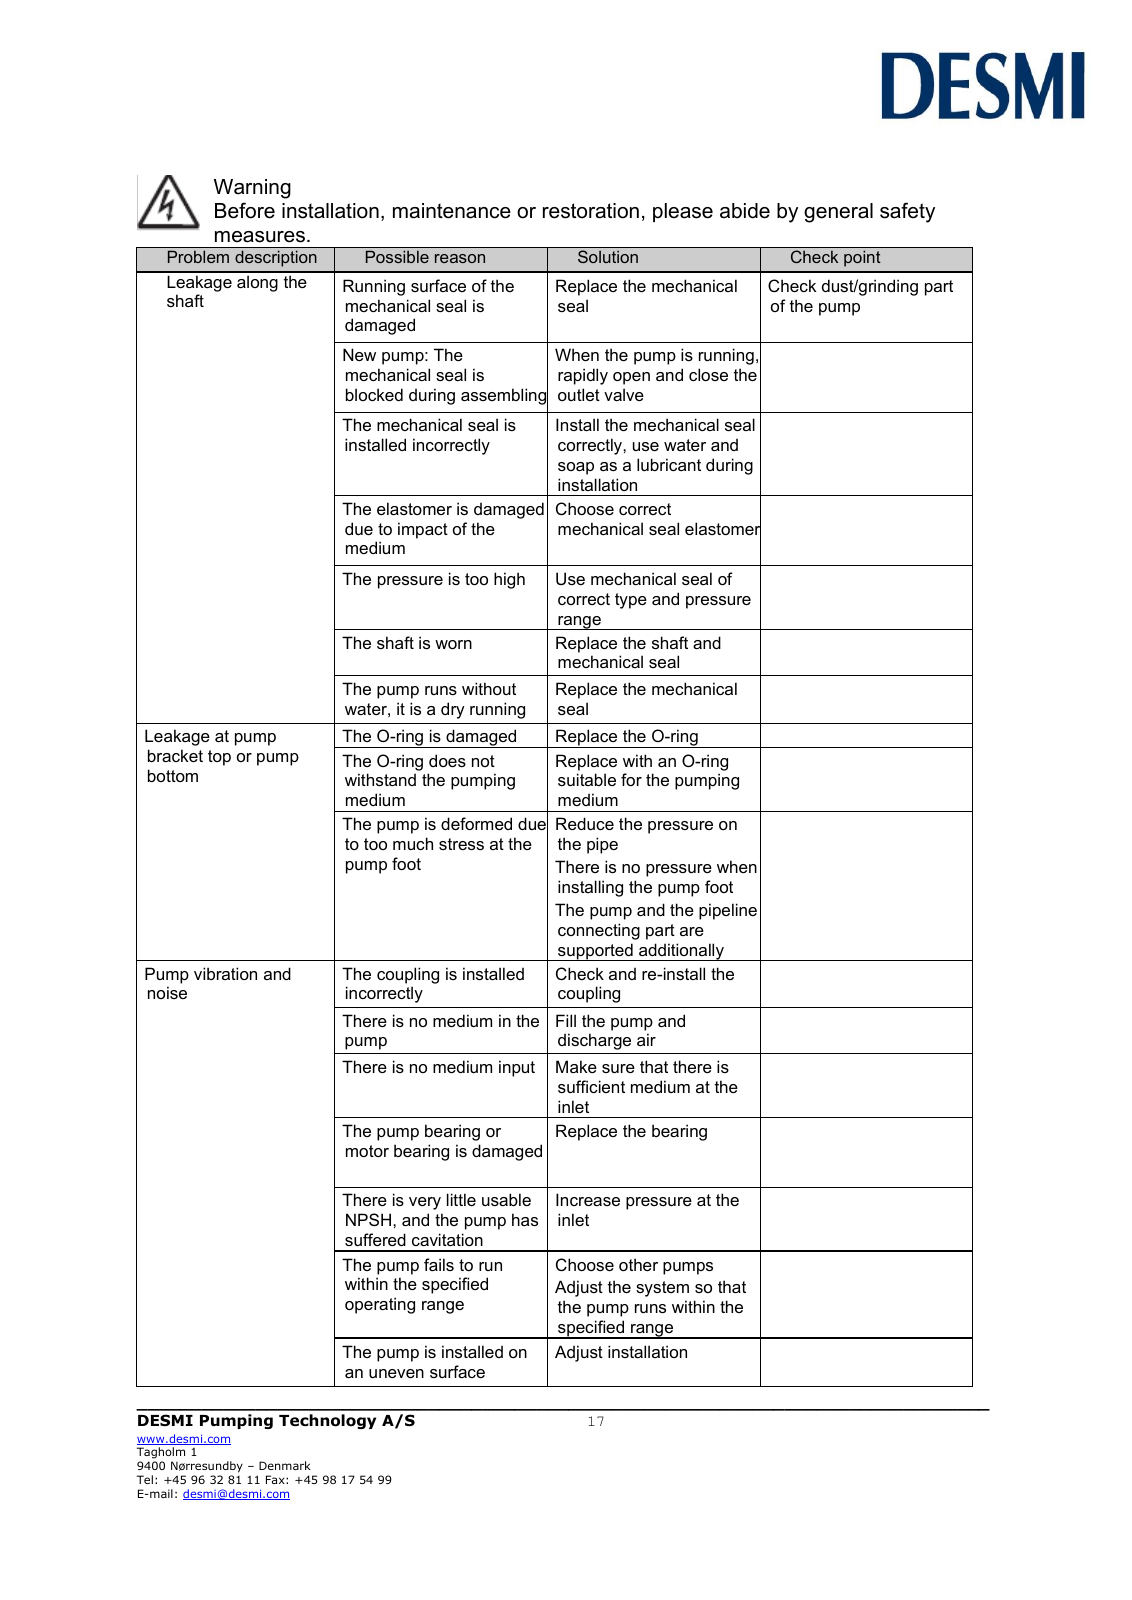 DESMI
Warning
Before installation, maintenance or restoration, please abide by general safety
measures.
Problem description Possible reason Solution Check point
Leakage along the
shaft
Running surface of the
mechanical seal is
damaged
Replace the mechanical
seal
Check dust/grinding part
of the pump
New pump: The
mechanical seal is
blocked during assembling
When the pump is running,
rapidly open and close the
outlet valve
The mechanical seal is
installed incorrectly
Install the mechanical seal
correctly, use water and
soap as a lubricant during
installation
The elastomer is damaged
due to impact of the
medium
Choose correct
mechanical seal elastomer
The pressure is too high
Use mechanical seal of
correct type and pressure
range
The shaft is worn
Replace the shaft and
mechanical seal
The pump runs without
water, it is a dry running
Replace the mechanical
seal
Leakage at pump
bracket top or pump
bottom
The O-ring is damaged
Replace the O-ring
The O-ring does not
withstand the pumping
medium
Replace with an O-ring
suitable for the pumping
medium
The pump is deformed due
to too much stress at the
pump foot
Reduce the pressure on
the pipe
There is no pressure when
installing the pump foot
The pump and the pipeline
connecting part are
supported additionally
Pump vibration and
noise
The coupling is installed
incorrectly
Check and re-install the
coupling
There is no medium in the
pump
Fill the pump and
discharge air
There is no medium input
Make sure that there is
sufficient medium at the
inlet
The pump bearing or
motor bearing is damaged
Replace the bearing
There is very little usable
NPSH, and the pump has
suffered cavitation
Increase pressure at the
inlet
The pump fails to run
within the specified
operating range
Choose other pumps
Adjust the system so that
the pump runs within the
specified range
The pump is installed on
an uneven surface
Adjust installation
DESMI Pumping Technology A/S 17
www.desmi.com
Tagholm 1
9400 Nørresundby – Denmark
Tel: +45 96 32 81 11 Fax: +45 98 17 54 99
E-mail: desmi@desmi.com